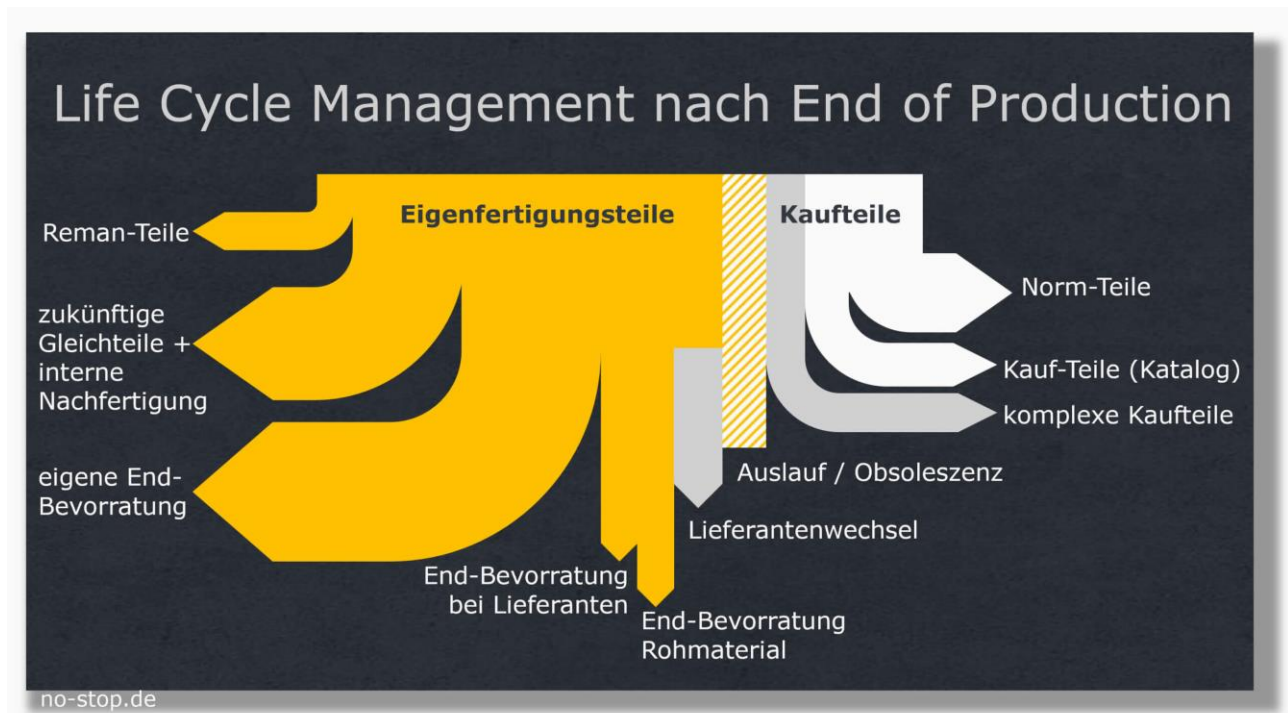 Life Cycle Management nach End of Production
Eigenfertigungsteile
Kaufteile
Reman-Teile
zukünftige
Gleichteile +
interne
Nachfertigung
eigene End-
Bevorratung
End-Bevorratung
bei Lieferanten
End-Bevorratung
Rohmaterial
Lieferantenwechsel
Auslauf / Obsoleszenz
Norm-Teile
Kauf-Teile (Katalog)
komplexe Kaufteile
no-stop.de